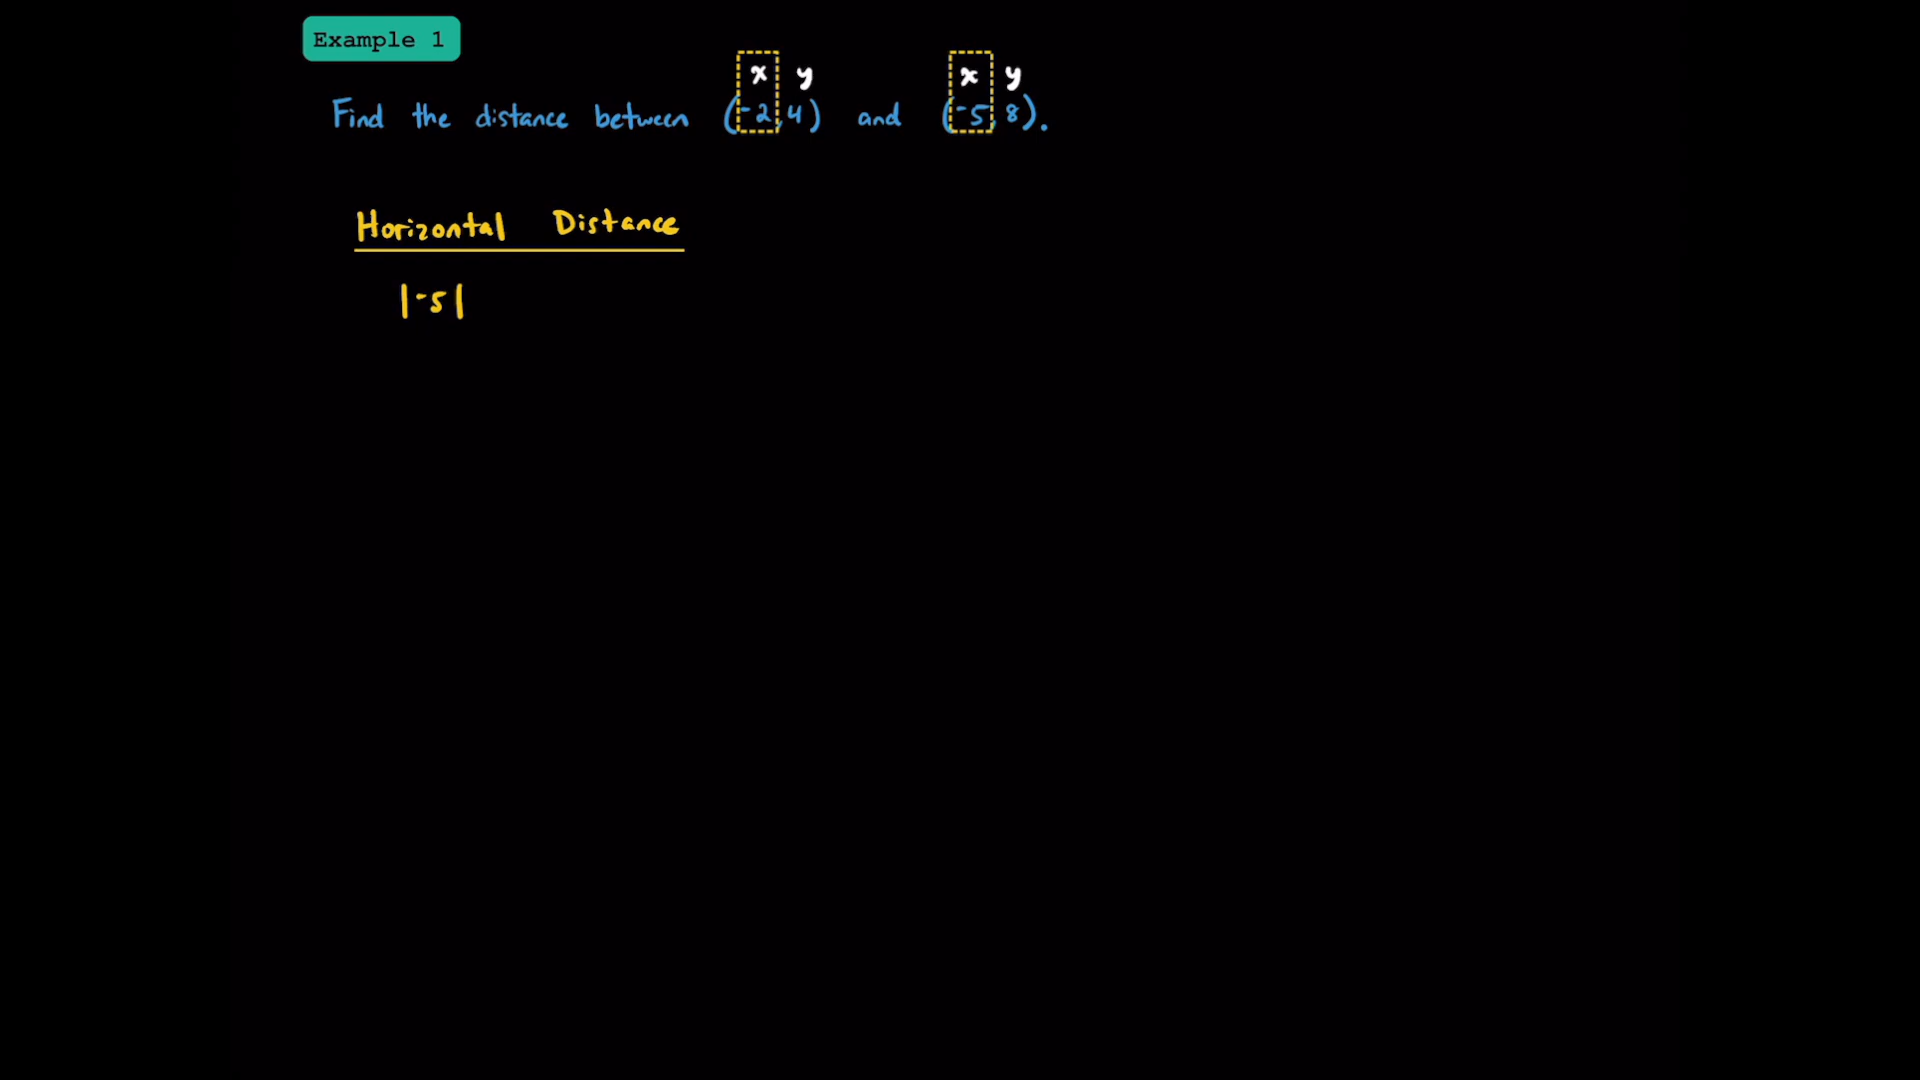 Example 1
x y x y
Find the distance between (-2, 4) and (-5, 8).
Horizontal Distance
|-5|